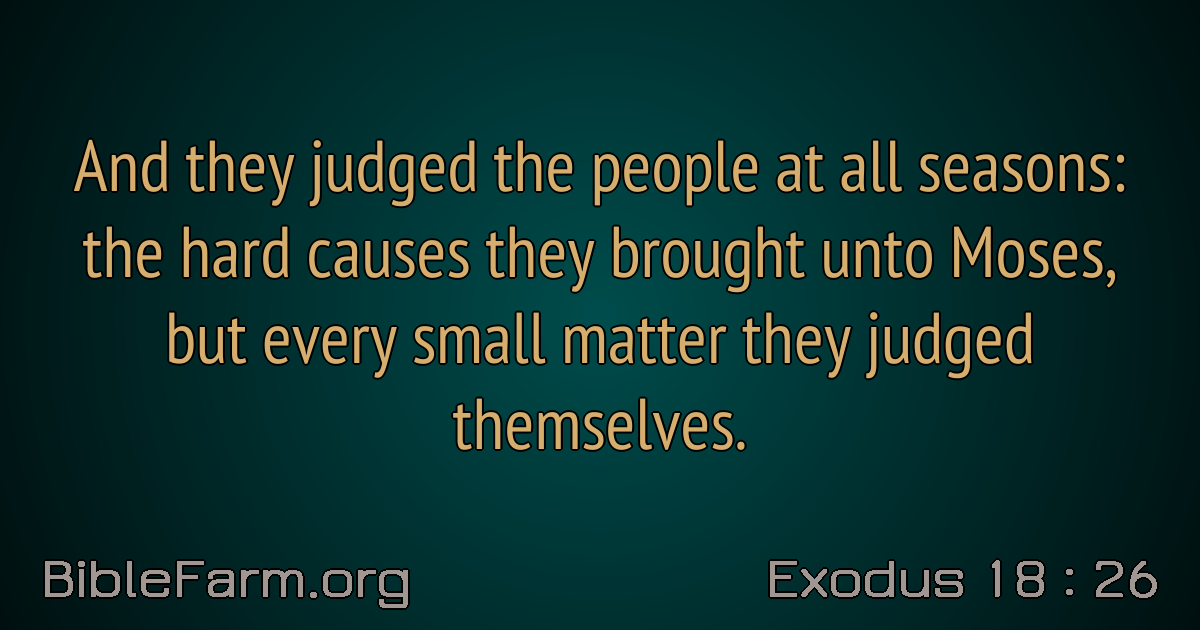 And they judged the people at all seasons:
the hard causes they brought unto Moses,
but every small matter they judged
themselves.
BibleFarm.org
Exodus 18 : 26